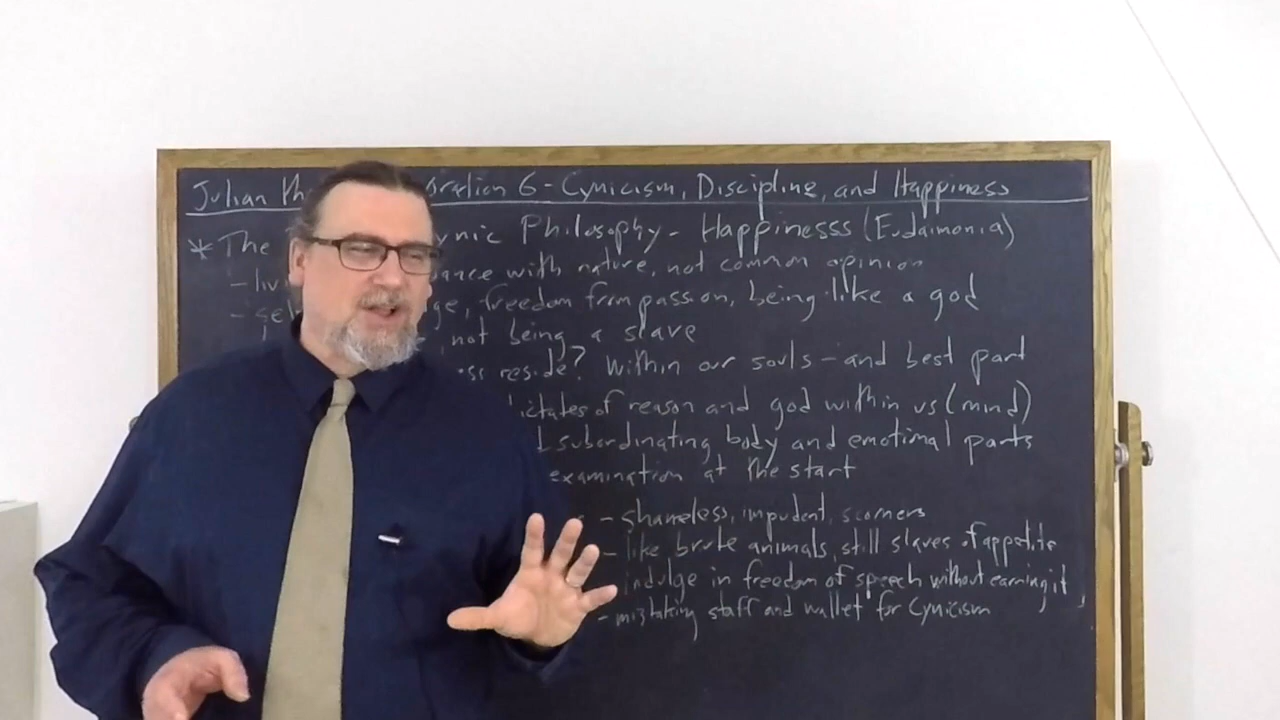 Julian Ph oration 6 - Cynicism, Discipline, and Happiness
* The ynic Philosophy - Happinesss (Eudaimonia)
- liv ance with nature, not common opinion
- sel ge, freedom from passion, being like a god
not being a slave
ss reside? Within our souls - and best part
ictates of reason and god within us (mind)
d subordinating body and emotional parts
examination at the start
- shameless, impudent, scorners
- like brute animals, still slaves of appetite
indulge in freedom of speech without earning it
- mistaking staff and wallet for Cynicism